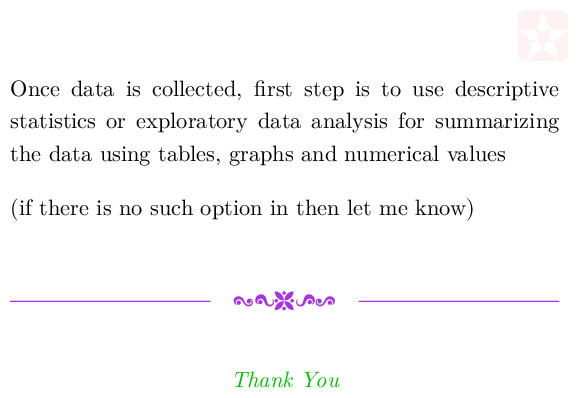 Once data is collected, first step is to use descriptive
statistics or exploratory data analysis for summarizing
the data using tables, graphs and numerical values
(if there is no such option in then let me know)
Thank You